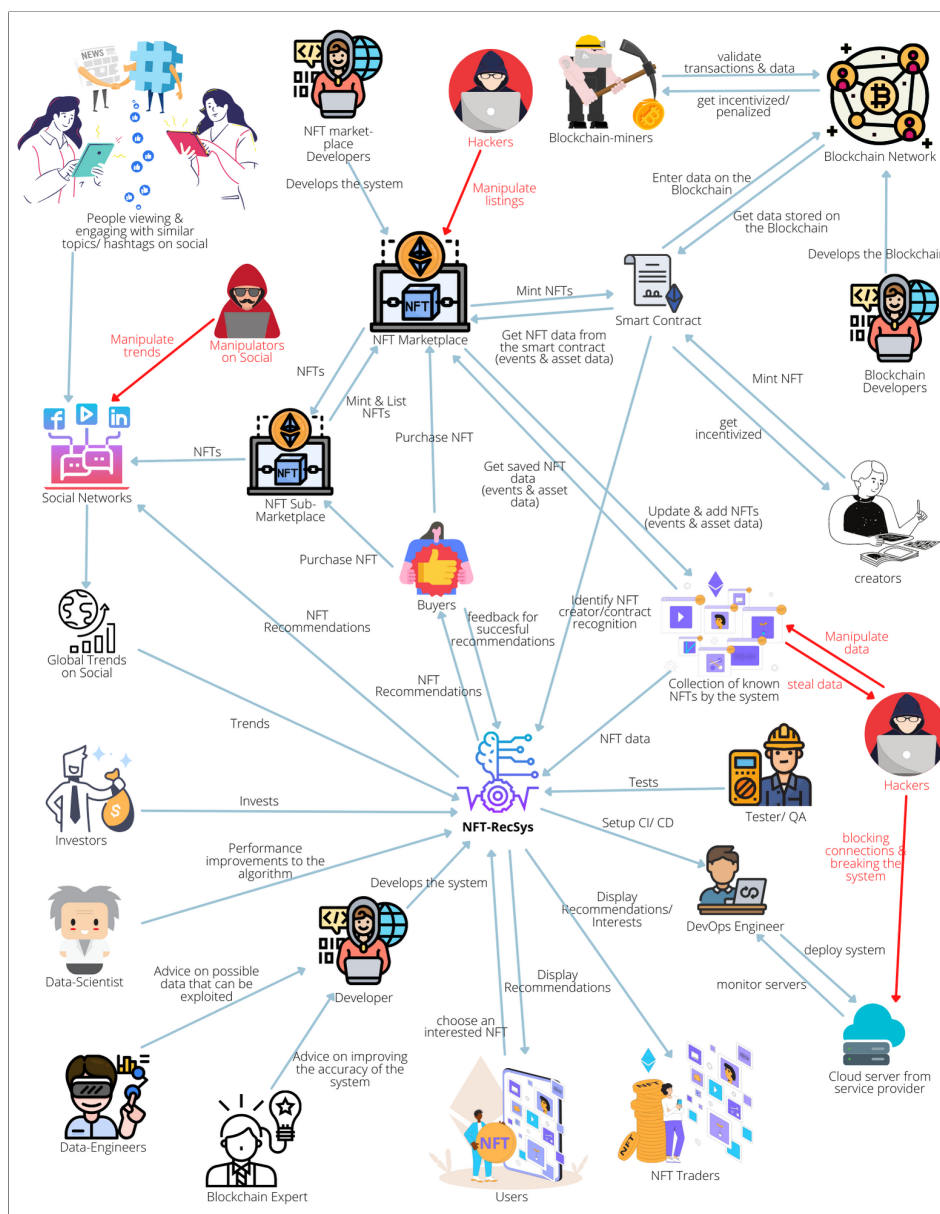 NEWS
validate
transactions & data
get incentivized/
penalized
NFT market-
place Developers
Hackers
Blockchain-miners
Blockchain Network
Develops the system
Manipulate
listings
Enter data on the
Blockchain
Get data stored on
the Blockchain
People viewing &
engaging with similar
topics/ hashtags on social
Develops the Blockchain
NFT
Mint NFTs
Smart Contract
NFT Marketplace
Manipulate
trends
Manipulators
on Social
Get NFT data from
the smart contract
(events & asset data)
Blockchain
Developers
NFTs
Mint NFT
Mint & List
NFTs
get
incentivized
Purchase NFT
NFTs
NFT
Social Networks
NFT Sub-
Marketplace
Get saved NFT
data
(events & asset
data)
Update & add NFTs
(events & asset data)
Purchase NFT
creators
Buyers
NFT
Recommendations
feedback for
succesful
recommendations
Identify NFT
creator/contract
recognition
Manipulate
data
Global Trends
on Social
NFT
Recommendations
Collection of known
NFTs by the system
steal data
Trends
NFT data
Hackers
Tests
Tester/ QA
Invests
NFT-RecSys
Investors
Setup CI/ CD
blocking
connections &
breaking the
system
Performance
improvements to the
algorithm
Develops the system
Display
Recommendations/
Interests
DevOps Engineer
deploy system
Data-Scientist
Advice on possible
data that can be
exploited
Developer
Display
Recommendations
monitor servers
choose an
interested NFT
Advice on improving
the accuracy of the
system
Cloud server from
service provider
NFT
NFT
Data-Engineers
Blockchain Expert
Users
NFT Traders